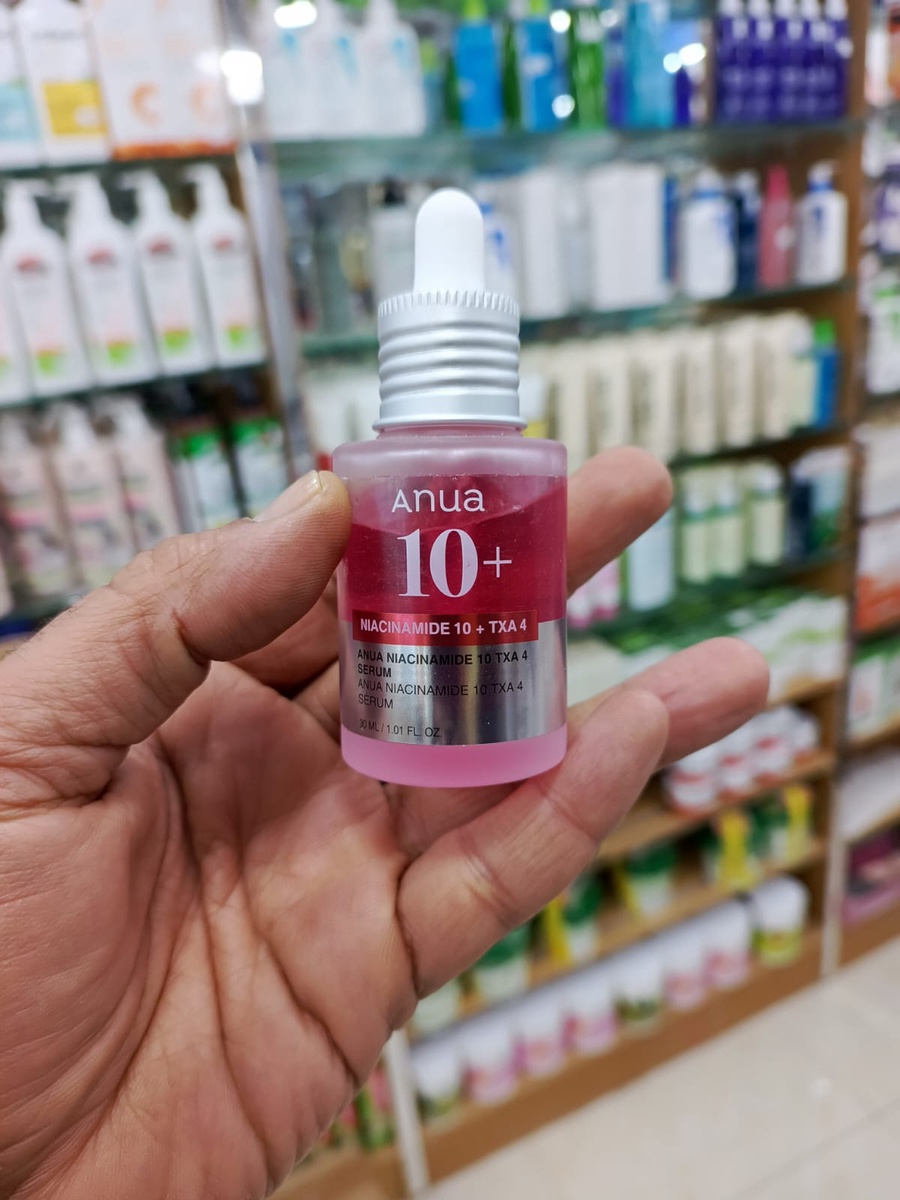 Anua
10+
NIACINAMIDE 10 + TXA 4
ANUA NIACINAMIDE 10 TXA 4
SERUM
ANUA NIACINAMIDE 10 TXA 4
SERUM
30 ML / 1.01 FL. OZ.